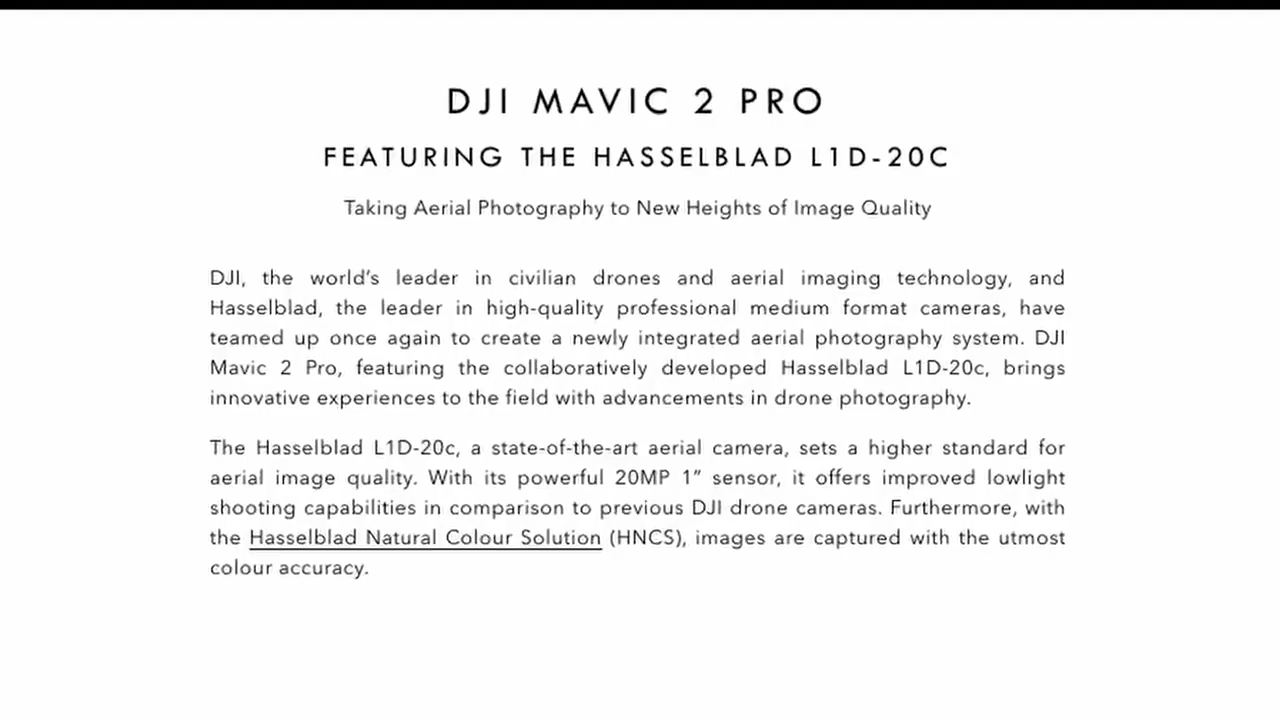 DJI MAVIC 2 PRO
FEATURING THE HASSELBLAD L1D-20C
Taking Aerial Photography to New Heights of Image Quality
DJI, the world’s leader in civilian drones and aerial imaging technology, and
Hasselblad, the leader in high-quality professional medium format cameras, have
teamed up once again to create a newly integrated aerial photography system. DJI
Mavic 2 Pro, featuring the collaboratively developed Hasselblad L1D-20c, brings
innovative experiences to the field with advancements in drone photography.
The Hasselblad L1D-20c, a state-of-the-art aerial camera, sets a higher standard for
aerial image quality. With its powerful 20MP 1” sensor, it offers improved lowlight
shooting capabilities in comparison to previous DJI drone cameras. Furthermore, with
the Hasselblad Natural Colour Solution (HNCS), images are captured with the utmost
colour accuracy.